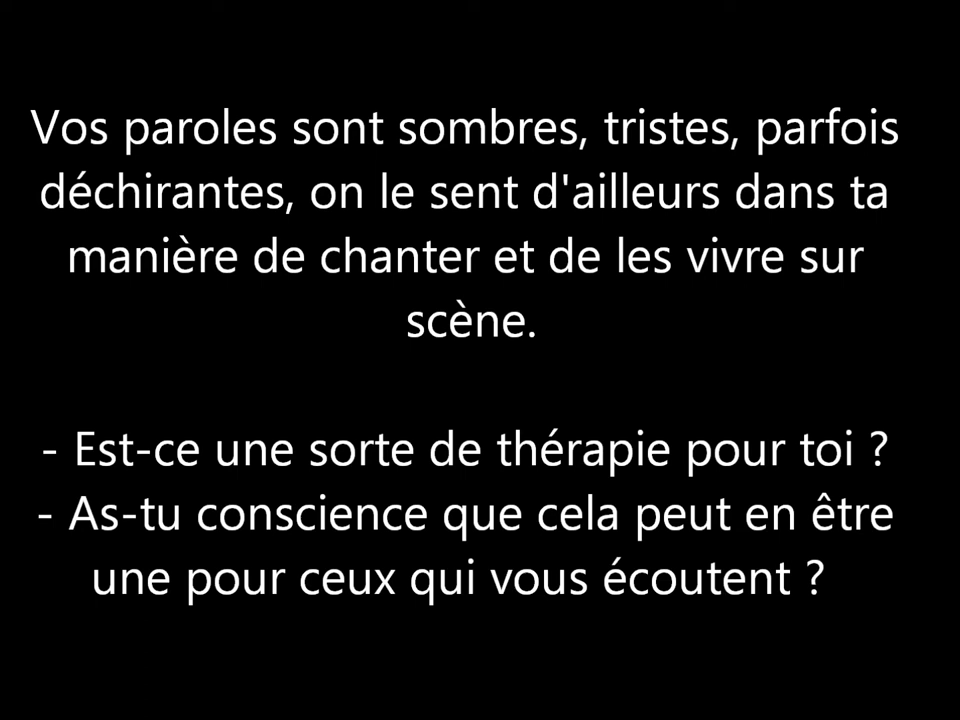 Vos paroles sont sombres, tristes, parfois
déchirantes, on le sent d'ailleurs dans ta
manière de chanter et de les vivre sur
scène.
- Est-ce une sorte de thérapie pour toi ?
- As-tu conscience que cela peut en être
une pour ceux qui vous écoutent ?